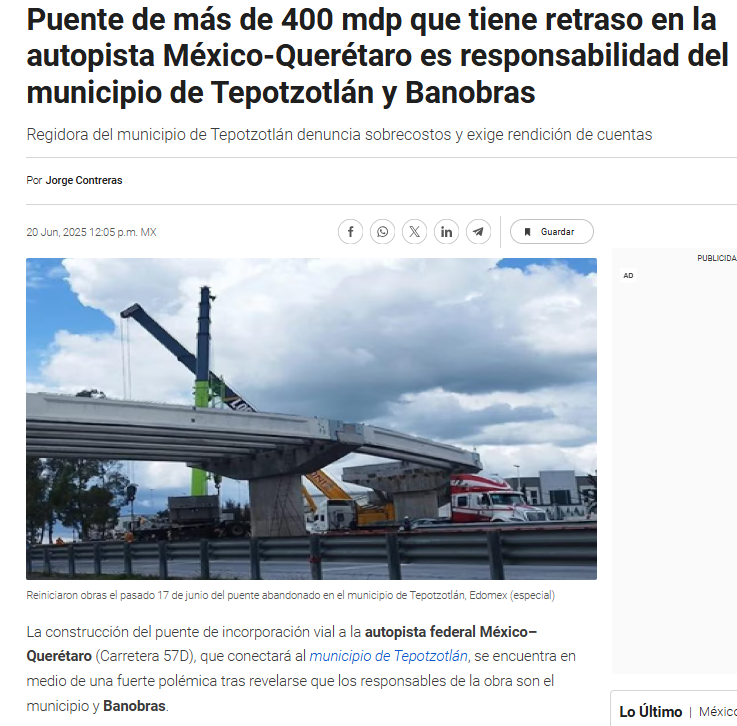 Puente de más de 400 mdp que tiene retraso en la
autopista México-Querétaro es responsabilidad del
municipio de Tepotzotlán y Banobras
Regidora del municipio de Tepotzotlán denuncia sobrecostos y exige rendición de cuentas
Por Jorge Contreras
20 Jun, 2025 12:05 p.m. MX
Guardar
PUBLICIDA
AD
Reiniciaron obras el pasado 17 de junio del puente abandonado en el municipio de Tepotzotlán, Edomex (especial)
La construcción del puente de incorporación vial a la autopista federal México–
Querétaro (Carretera 57D), que conectará al municipio de Tepotzotlán, se encuentra en
medio de una fuerte polémica tras revelarse que los responsables de la obra son el
municipio y Banobras.
Lo Último | Méxic